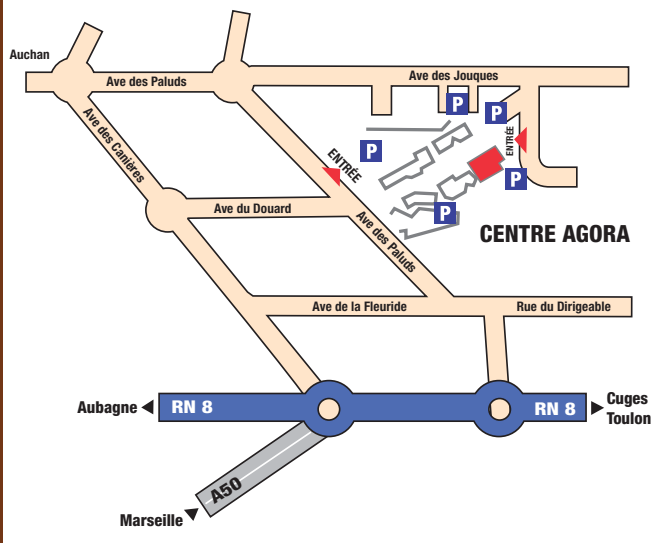 Auchan
Ave des Paluds
Ave des Jouques
P
P
P
P
P
ENTRÉE
ENTRÉE
Ave des Canières
Ave du Douard
Ave des Paluds
CENTRE AGORA
Ave de la Fleuride
Rue du Dirigeable
Aubagne
RN 8
RN 8
Cuges
Toulon
A50
Marseille